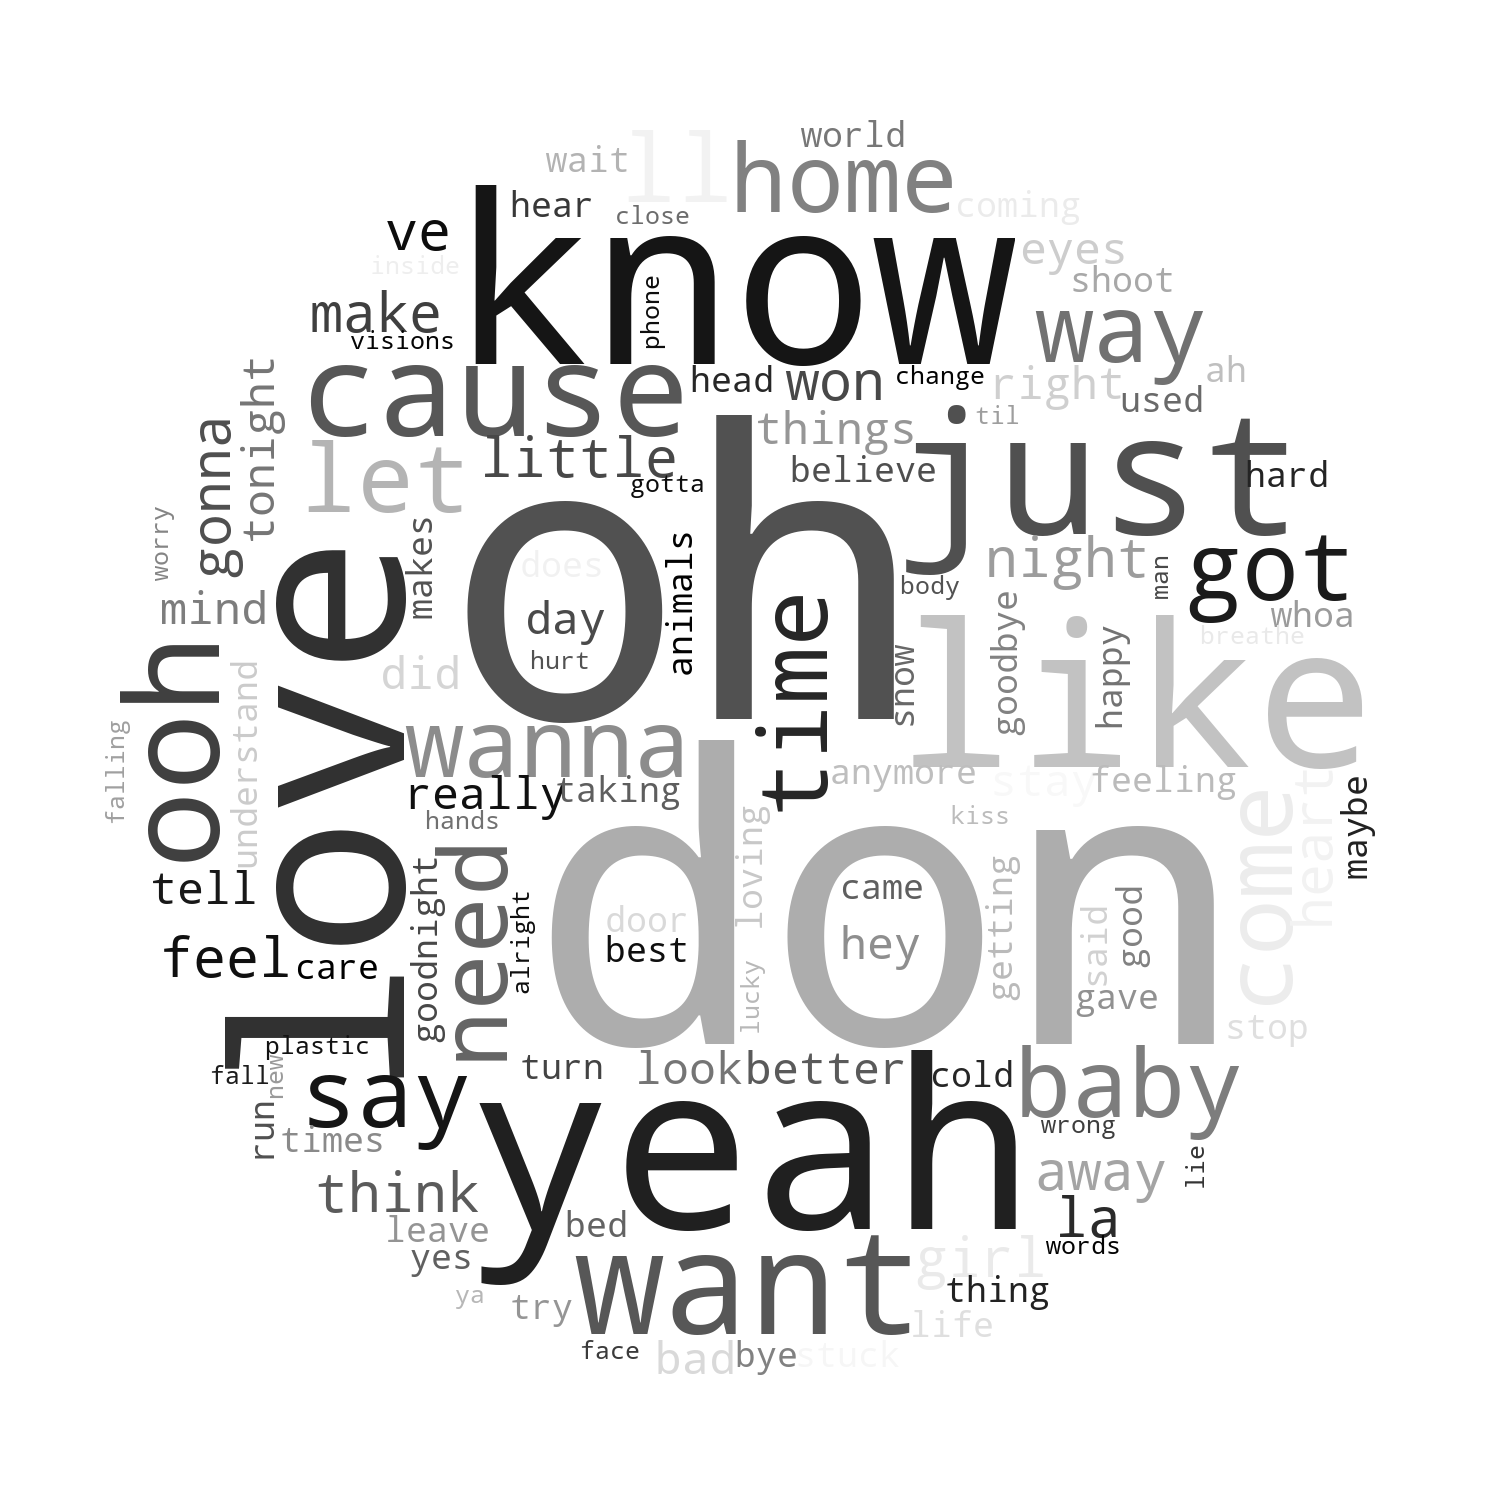 world
wait
ll
home
hear
close
coming
ve
know
eyes
inside
shoot
make
phone
way
visions
cause
head
won
change
right
ah
used
tonight
til
just
things
let
little
gonna
believe
hard
gotta
oh
worry
makes
animals
does
night
got
man
body
mind
day
time
goodbye
whoa
happy
breathe
like
love
ooh
hurt
did
snow
understand
falling
wanna
anymore
stay
feeling
really
taking
heart
maybe
come
hands
loving
kiss
don
need
tell
goodnight
alright
door
came
getting
said
good
best
hey
feel
care
lucky
gave
stop
plastic
fall
new
turn
look
better
cold
baby
say
yeah
run
times
wrong
away
lie
think
la
leave
bed
yes
want
girl
words
thing
ya
try
life
face
bad
bye
stuck